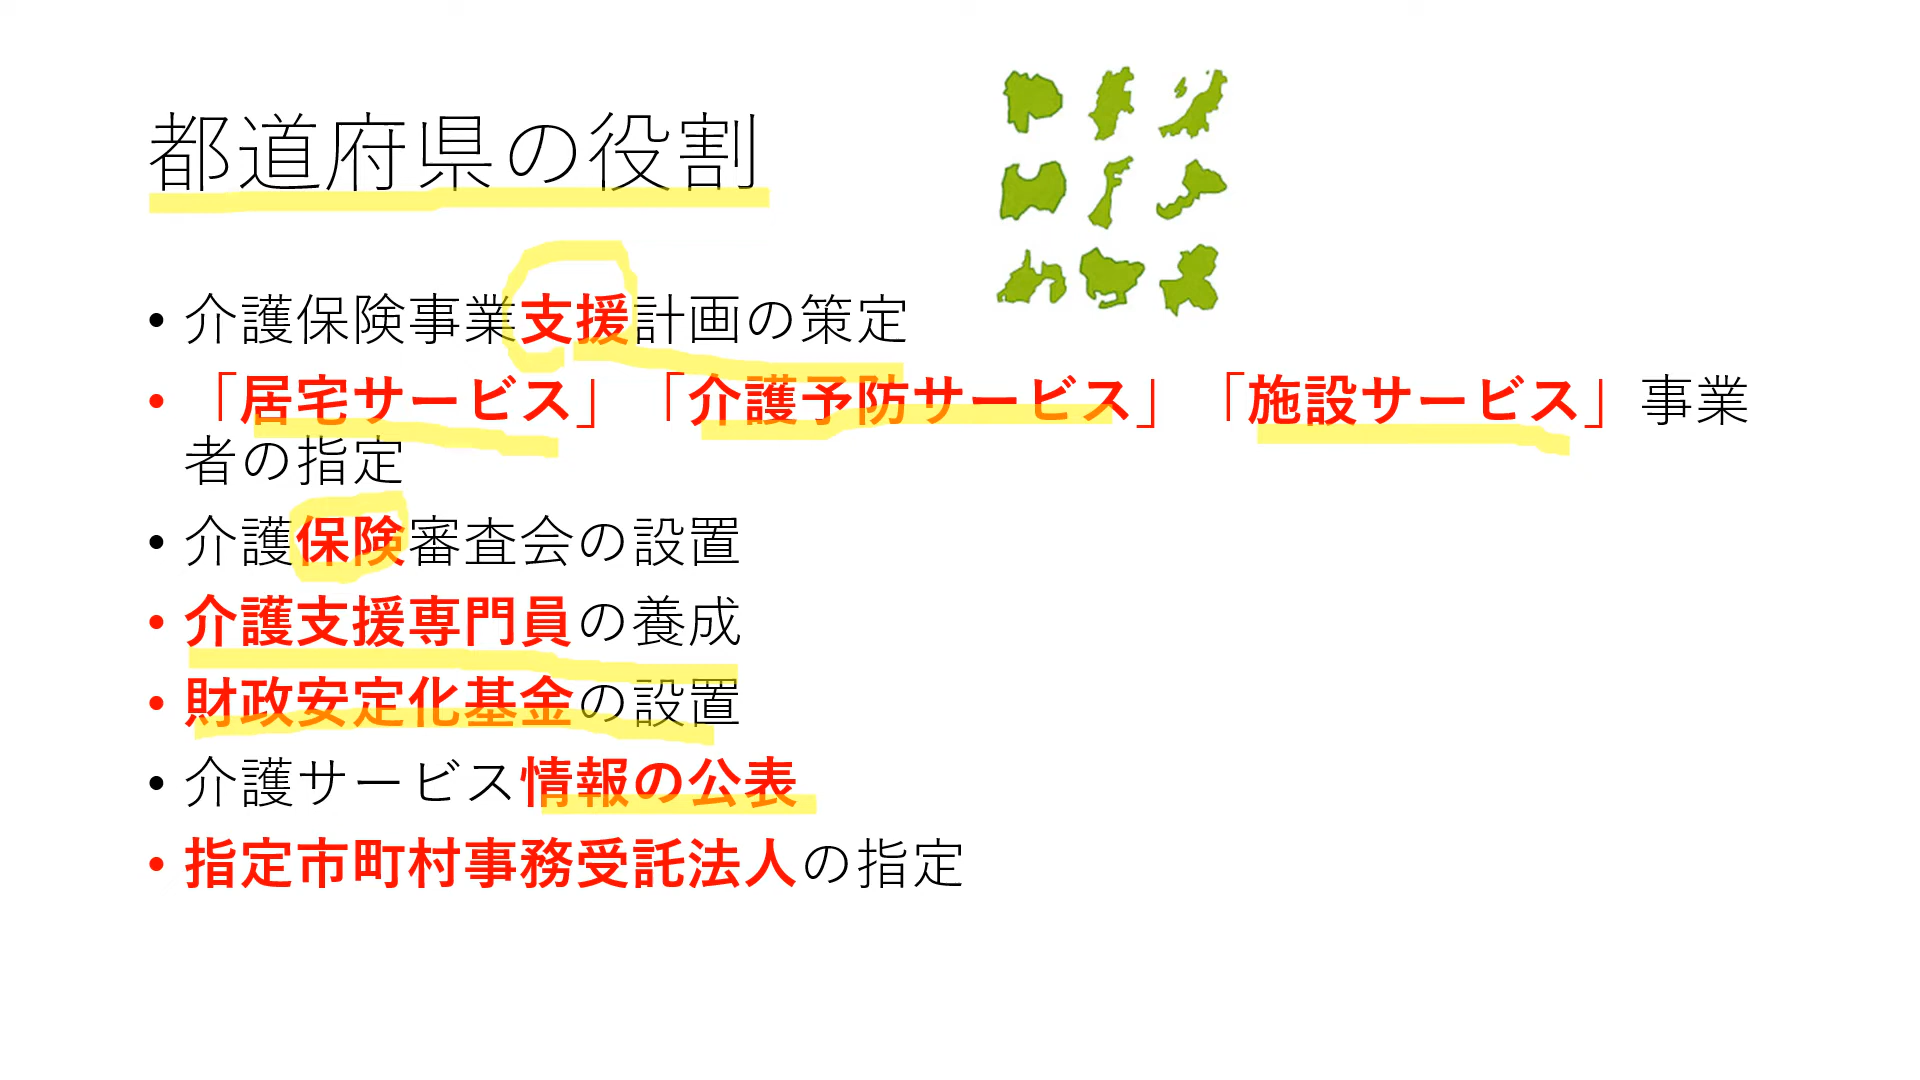 都道府県の役割
• 介護保険事業支援計画の策定
• 「居宅サービス」「介護予防サービス」「施設サービス」事業
者の指定
• 介護保険審査会の設置
• 介護支援専門員の養成
• 財政安定化基金の設置
• 介護サービス情報の公表
• 指定市町村事務受託法人の指定